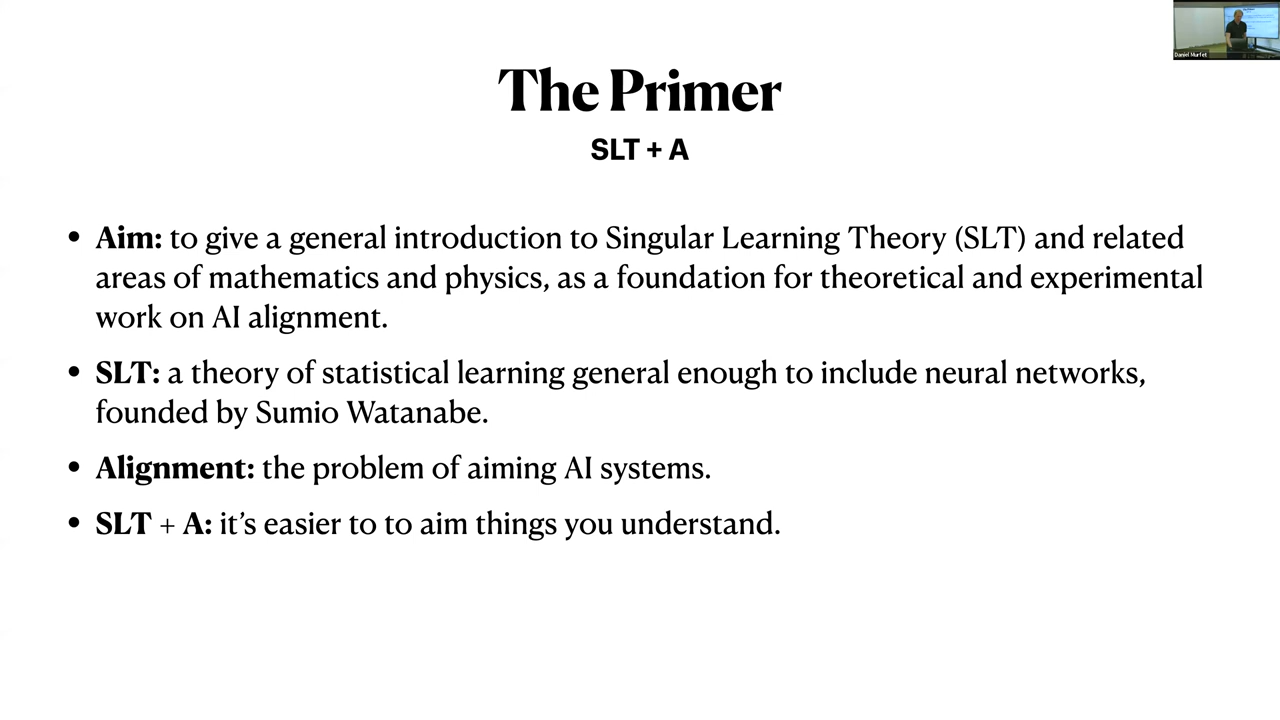 Daniel Murfet
The Primer
SLT + A
• Aim: to give a general introduction to Singular Learning Theory (SLT) and related
areas of mathematics and physics, as a foundation for theoretical and experimental
work on AI alignment.
• SLT: a theory of statistical learning general enough to include neural networks,
founded by Sumio Watanabe.
• Alignment: the problem of aiming AI systems.
• SLT + A: it’s easier to to aim things you understand.